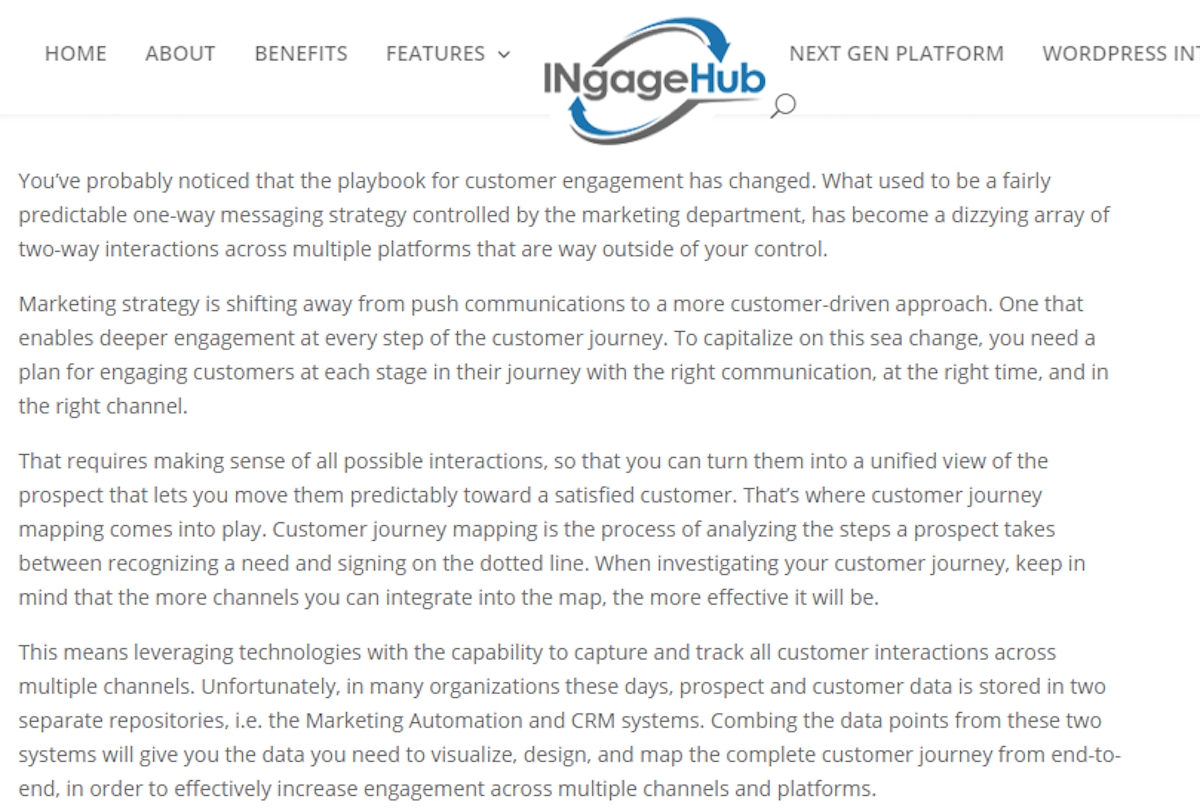 HOME ABOUT BENEFITS FEATURES INgageHub NEXT GEN PLATFORM WORDPRESS INT
You've probably noticed that the playbook for customer engagement has changed. What used to be a fairly
predictable one-way messaging strategy controlled by the marketing department, has become a dizzying array of
two-way interactions across multiple platforms that are way outside of your control.
Marketing strategy is shifting away from push communications to a more customer-driven approach. One that
enables deeper engagement at every step of the customer journey. To capitalize on this sea change, you need a
plan for engaging customers at each stage in their journey with the right communication, at the right time, and in
the right channel.
That requires making sense of all possible interactions, so that you can turn them into a unified view of the
prospect that lets you move them predictably toward a satisfied customer. That's where customer journey
mapping comes into play. Customer journey mapping is the process of analyzing the steps a prospect takes
between recognizing a need and signing on the dotted line. When investigating your customer journey, keep in
mind that the more channels you can integrate into the map, the more effective it will be.
This means leveraging technologies with the capability to capture and track all customer interactions across
multiple channels. Unfortunately, in many organizations these days, prospect and customer data is stored in two
separate repositories, i.e. the Marketing Automation and CRM systems. Combing the data points from these two
systems will give you the data you need to visualize, design, and map the complete customer journey from end-to-
end, in order to effectively increase engagement across multiple channels and platforms.